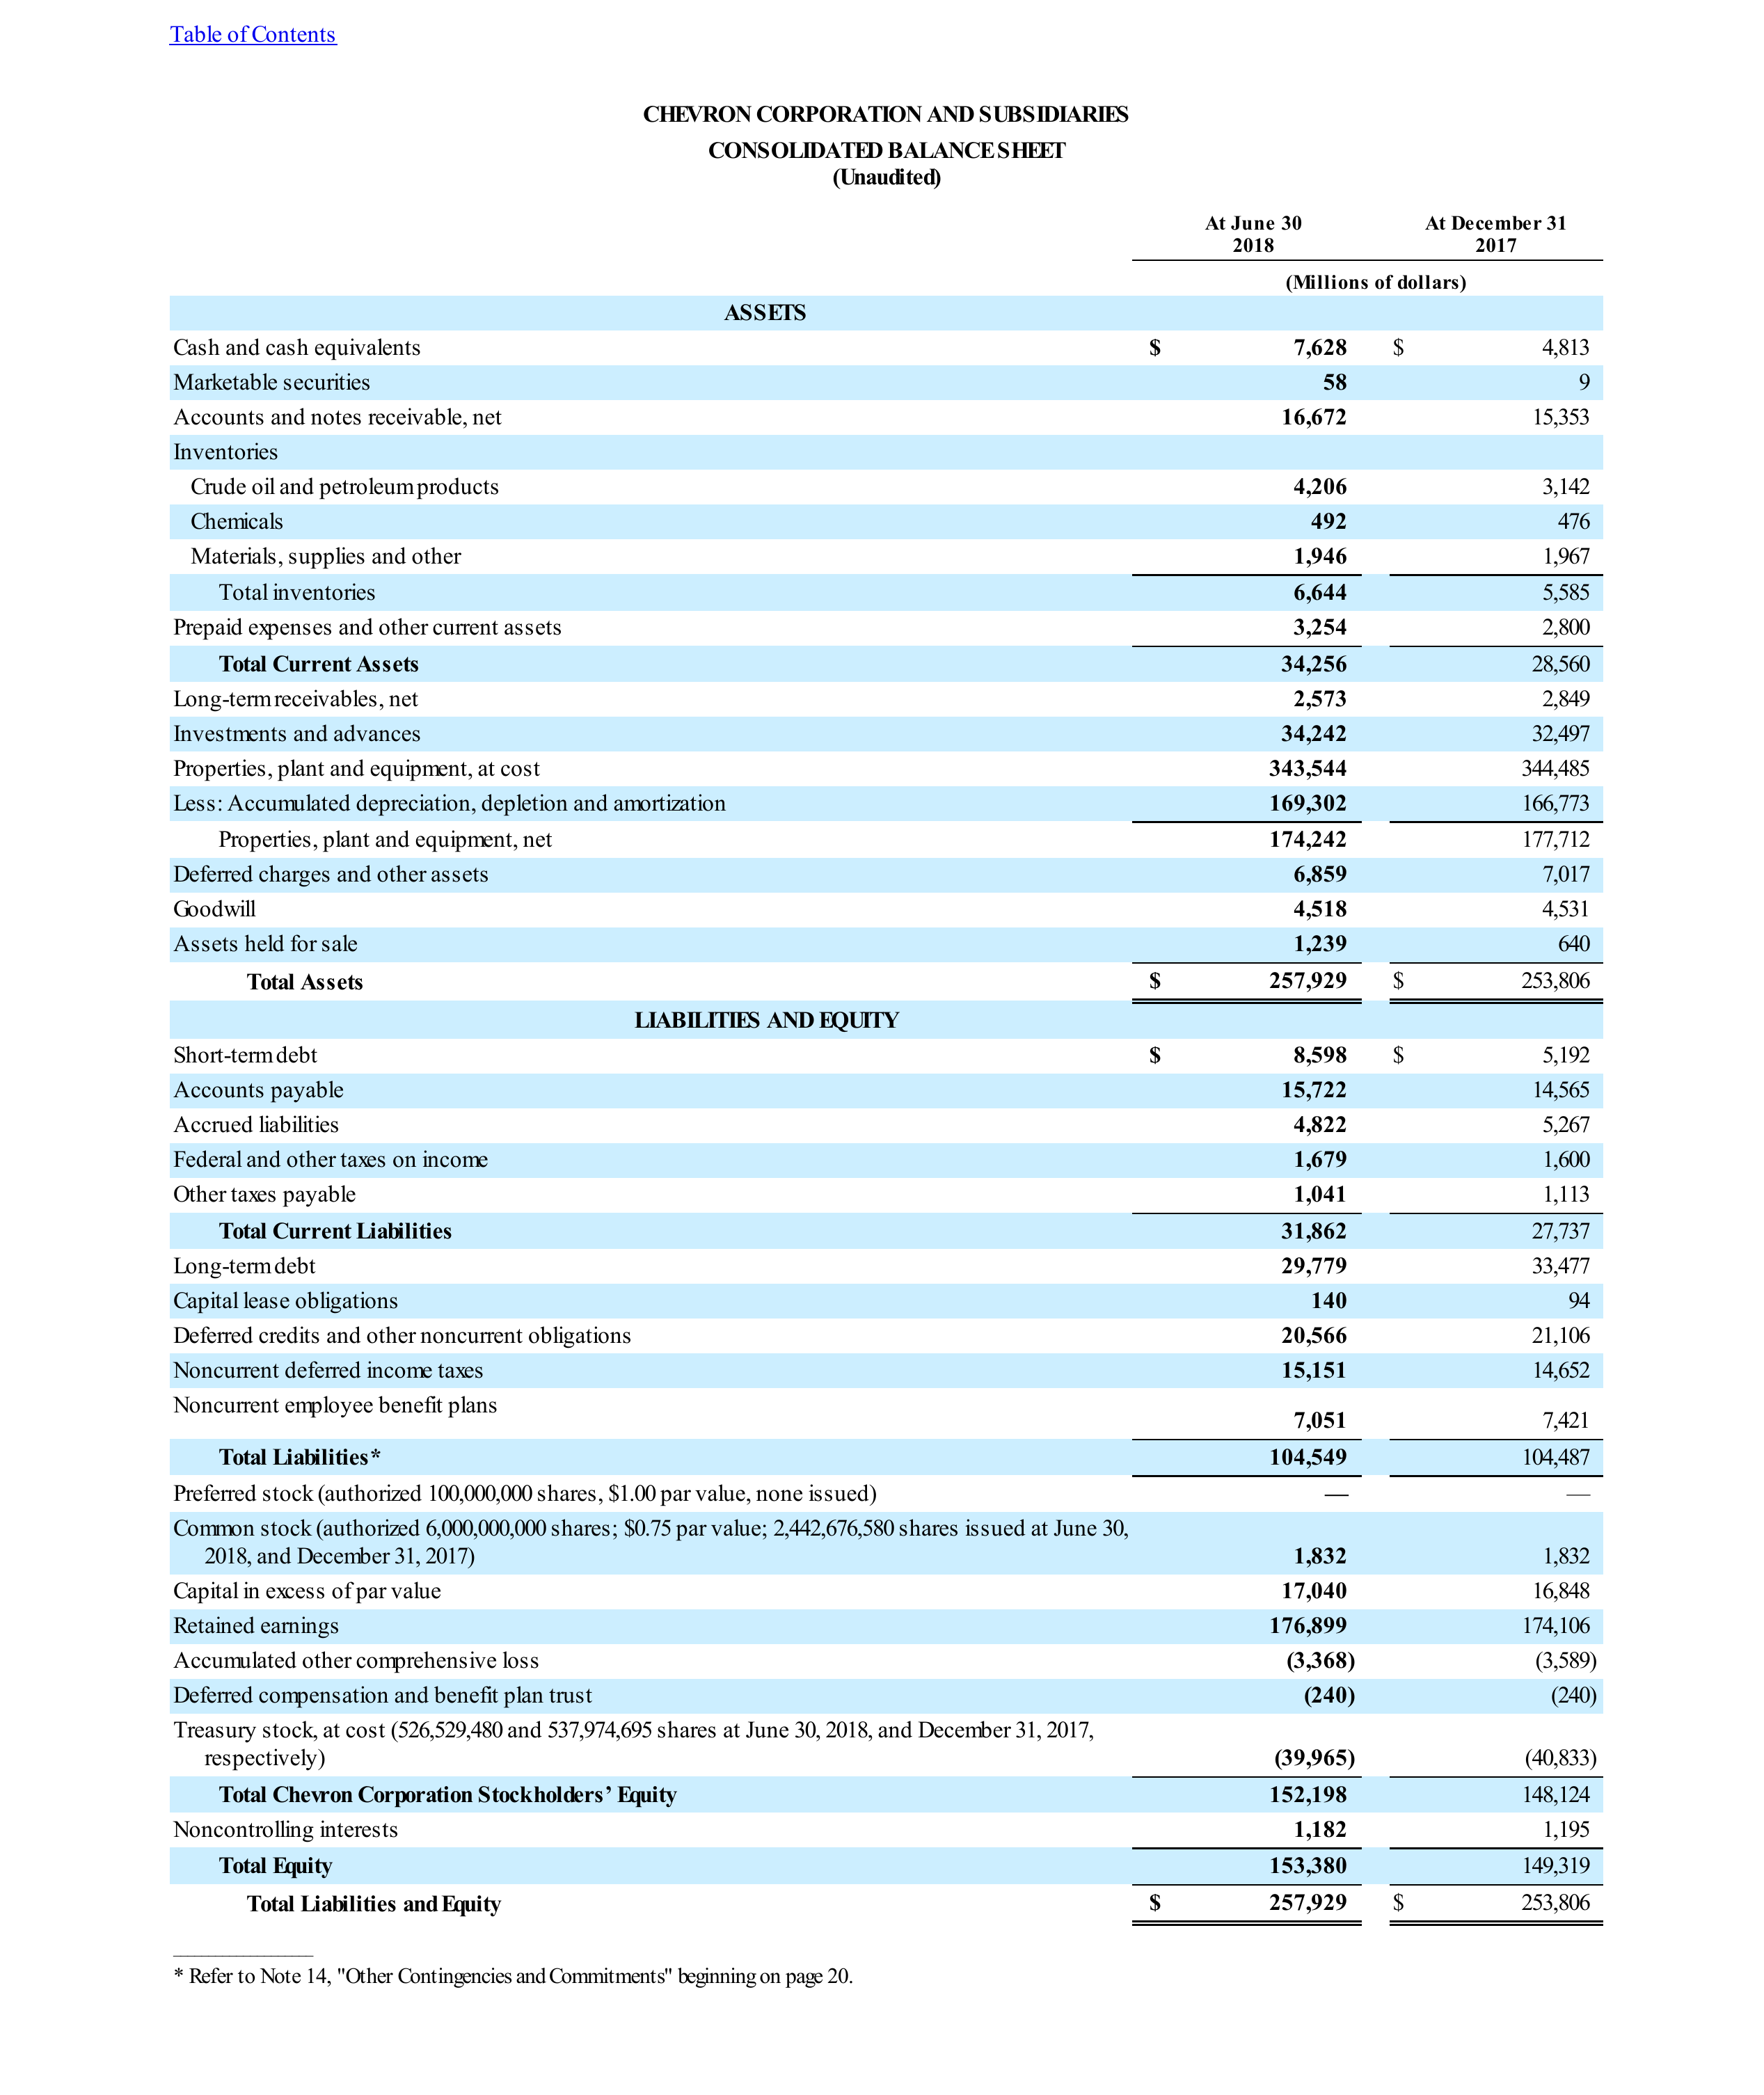 Table of Contents
CHEVRON CORPORATION AND SUBSIDIARIES
CONSOLIDATED BALANCE SHEET
(Unaudited)
At June 30 At December 31
2018 2017
(Millions of dollars)
ASSETS
Cash and cash equivalents $ 7,628 $ 4,813
Marketable securities 58 9
Accounts and notes receivable, net 16,672 15,353
Inventories
Crude oil and petroleum products 4,206 3,142
Chemicals 492 476
Materials, supplies and other 1,946 1,967
Total inventories 6,644 5,585
Prepaid expenses and other current assets 3,254 2,800
Total Current Assets 34,256 28,560
Long-term receivables, net 2,573 2,849
Investments and advances 34,242 32,497
Properties, plant and equipment, at cost 343,544 344,485
Less: Accumulated depreciation, depletion and amortization 169,302 166,773
Properties, plant and equipment, net 174,242 177,712
Deferred charges and other assets 6,859 7,017
Goodwill 4,518 4,531
Assets held for sale 1,239 640
Total Assets $ 257,929 $ 253,806
LIABILITIES AND EQUITY
Short-term debt $ 8,598 $ 5,192
Accounts payable 15,722 14,565
Accrued liabilities 4,822 5,267
Federal and other taxes on income 1,679 1,600
Other taxes payable 1,041 1,113
Total Current Liabilities 31,862 27,737
Long-term debt 29,779 33,477
Capital lease obligations 140 94
Deferred credits and other noncurrent obligations 20,566 21,106
Noncurrent deferred income taxes 15,151 14,652
Noncurrent employee benefit plans 7,051 7,421
Total Liabilities* 104,549 104,487
Preferred stock (authorized 100,000,000 shares, $1.00 par value, none issued) — —
Common stock (authorized 6,000,000,000 shares; $0.75 par value; 2,442,676,580 shares issued at June 30,
2018, and December 31, 2017) 1,832 1,832
Capital in excess of par value 17,040 16,848
Retained earnings 176,899 174,106
Accumulated other comprehensive loss (3,368) (3,589)
Deferred compensation and benefit plan trust (240) (240)
Treasury stock, at cost (526,529,480 and 537,974,695 shares at June 30, 2018, and December 31, 2017,
respectively) (39,965) (40,833)
Total Chevron Corporation Stockholders’ Equity 152,198 148,124
Noncontrolling interests 1,182 1,195
Total Equity 153,380 149,319
Total Liabilities and Equity $ 257,929 $ 253,806
* Refer to Note 14, "Other Contingencies and Commitments" beginning on page 20.